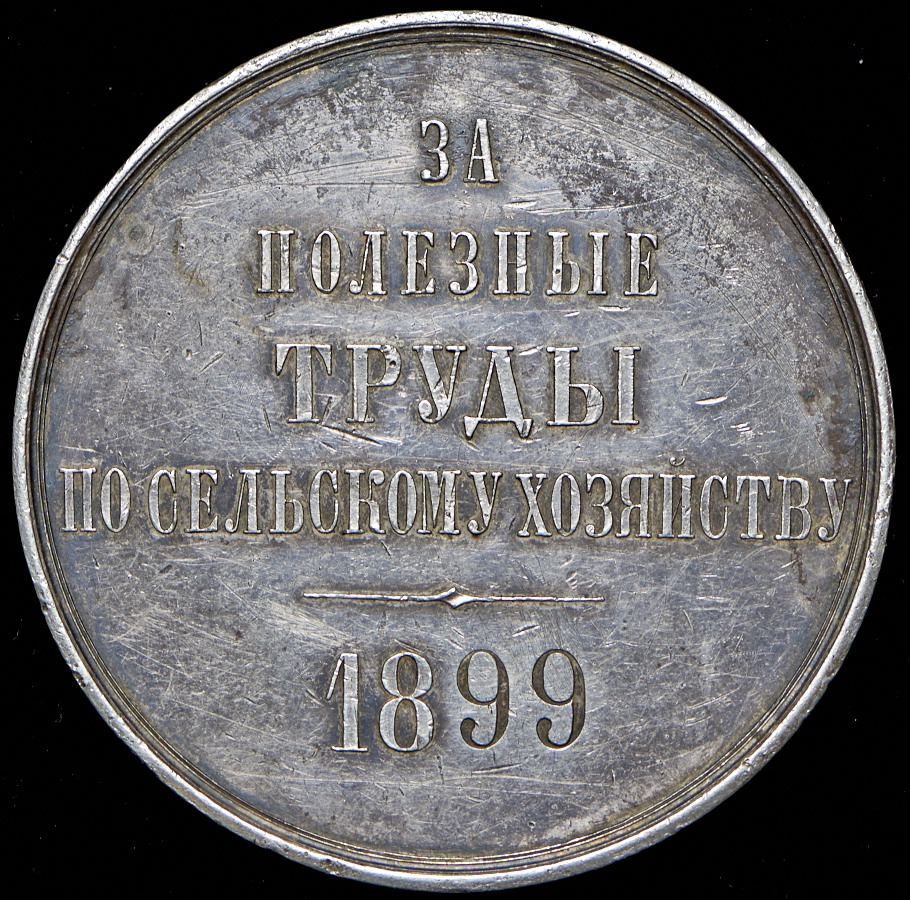 ЗА
ПОЛЕЗНЫЕ
ТРУДЫ
ПО СЕЛЬСКОМУ ХОЗЯЙСТВУ
1899